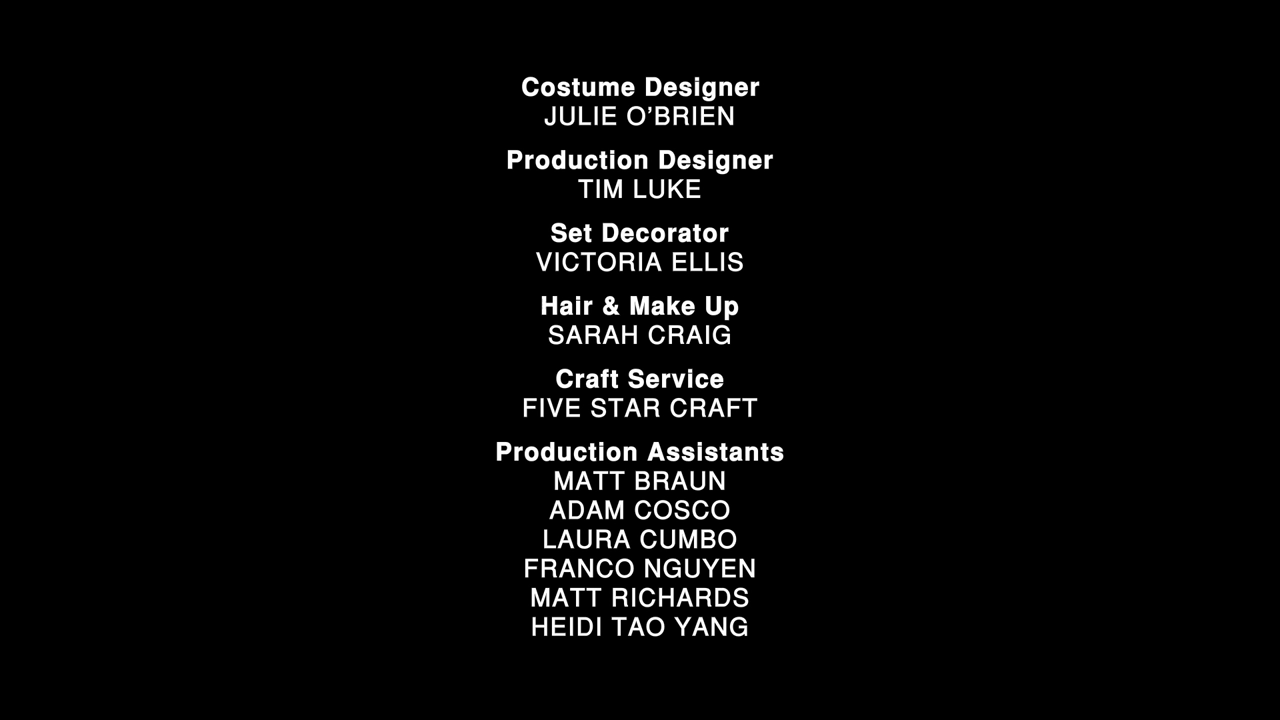 Costume Designer
JULIE O’BRIEN
Production Designer
TIM LUKE
Set Decorator
VICTORIA ELLIS
Hair & Make Up
SARAH CRAIG
Craft Service
FIVE STAR CRAFT
Production Assistants
MATT BRAUN
ADAM COSCO
LAURA CUMBO
FRANCO NGUYEN
MATT RICHARDS
HEIDI TAO YANG